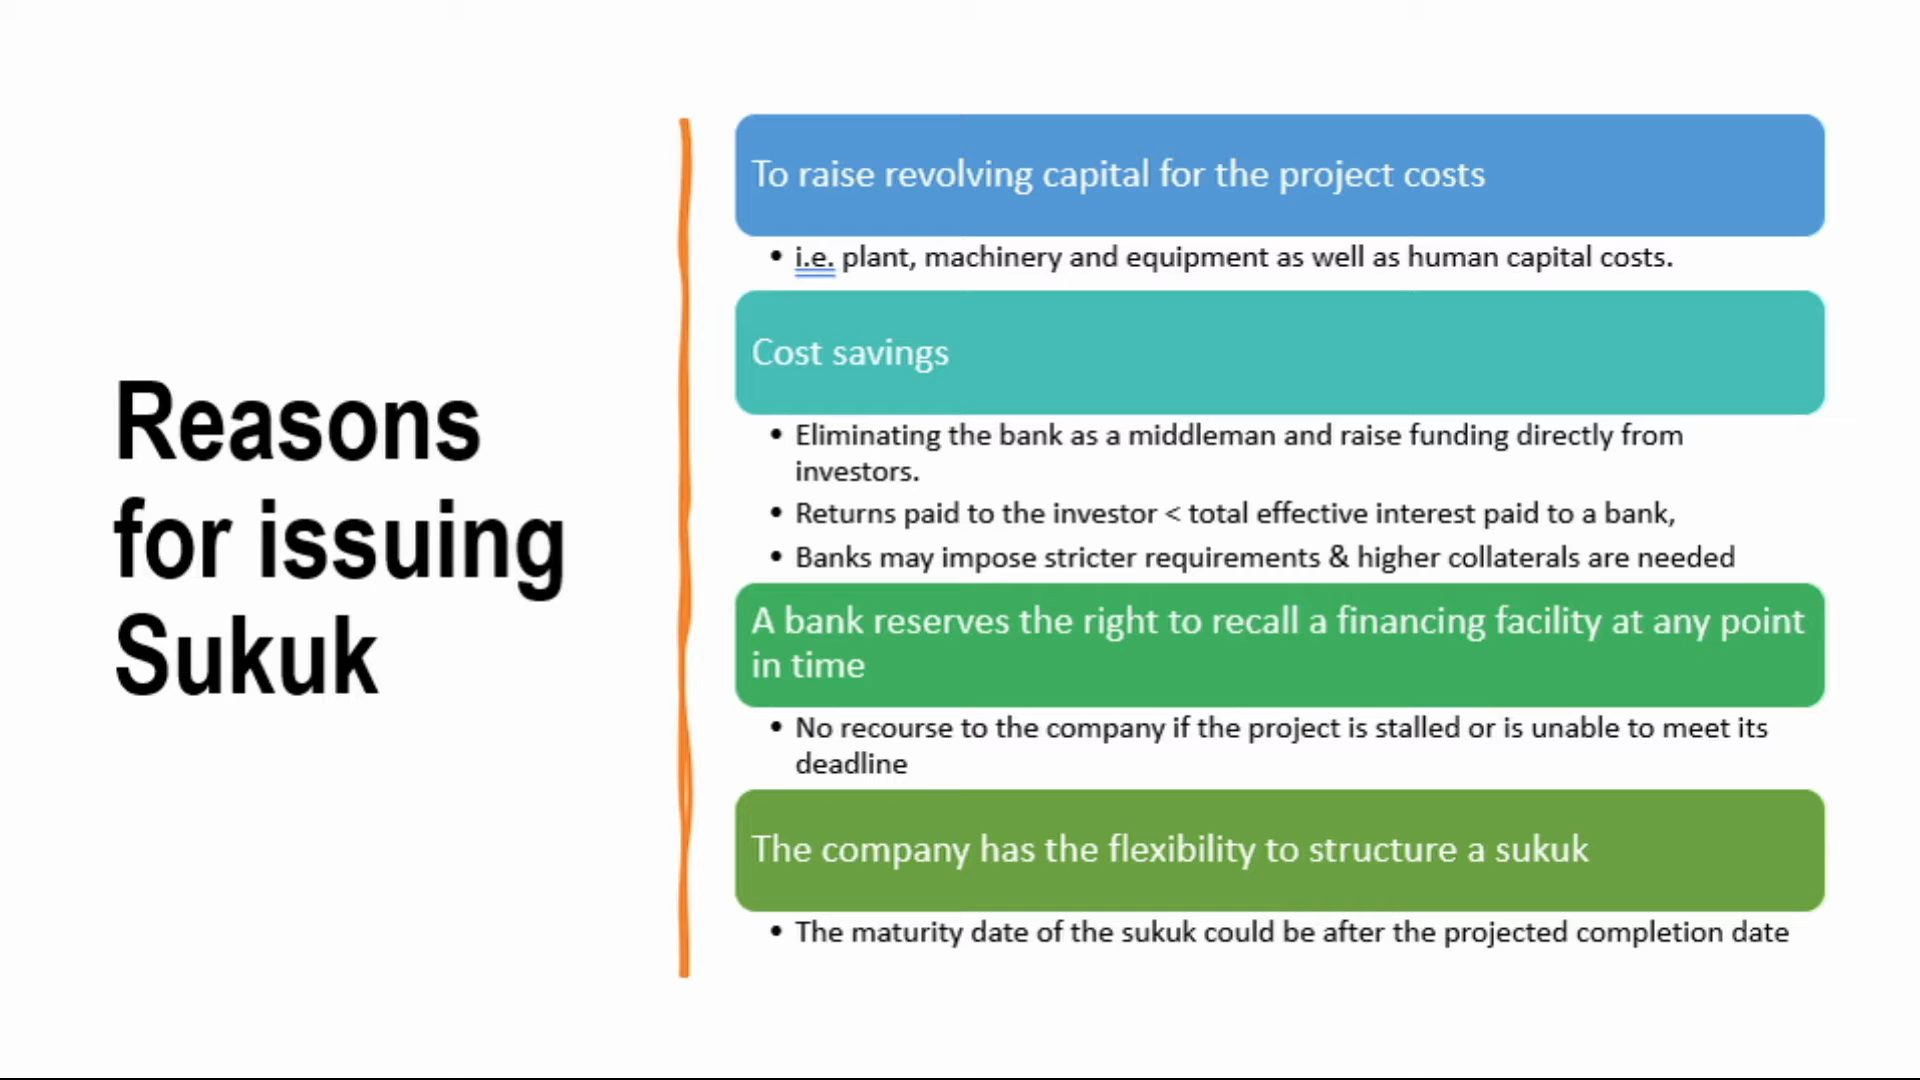 Reasons
for issuing
Sukuk
To raise revolving capital for the project costs
• i.e. plant, machinery and equipment as well as human capital costs.
Cost savings
• Eliminating the bank as a middleman and raise funding directly from
investors.
• Returns paid to the investor < total effective interest paid to a bank,
• Banks may impose stricter requirements & higher collaterals are needed
A bank reserves the right to recall a financing facility at any point
in time
• No recourse to the company if the project is stalled or is unable to meet its
deadline
The company has the flexibility to structure a sukuk
• The maturity date of the sukuk could be after the projected completion date